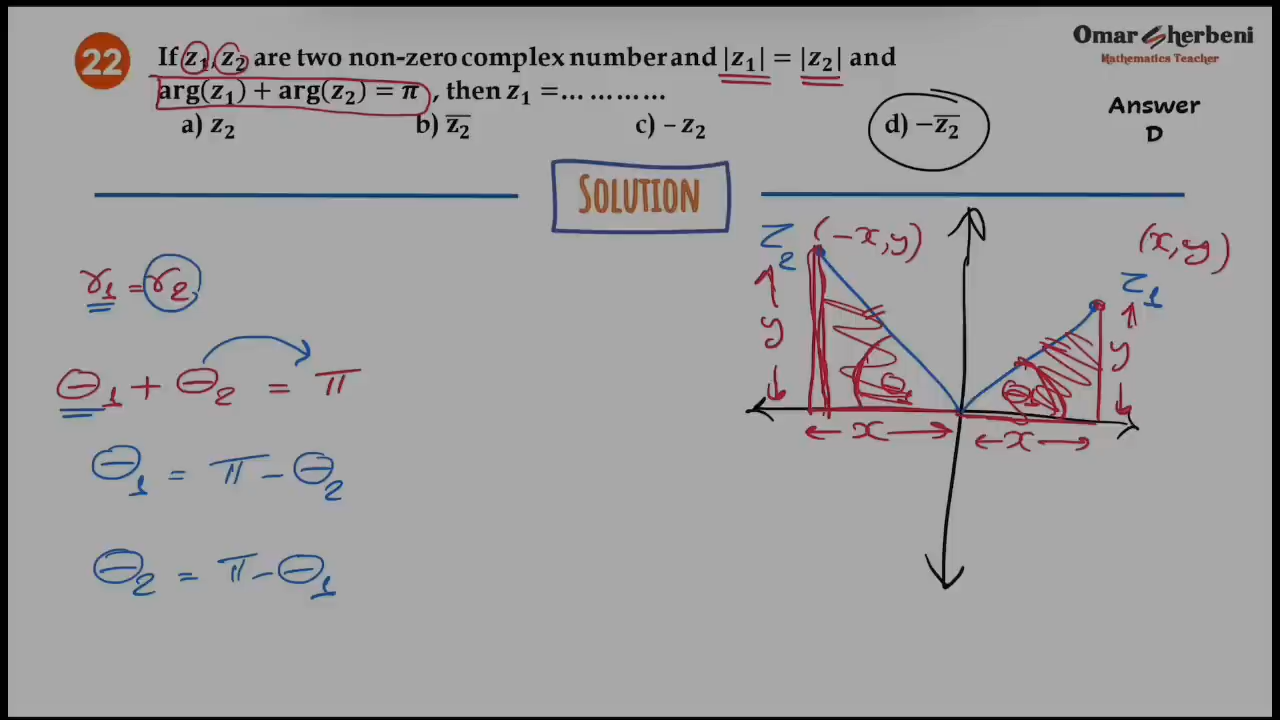 22 If z₁, z₂ are two non-zero complex number and |z₁| = |z₂| and
arg(z₁) + arg(z₂) = π , then z₁ =… … … …
a) z₂ b) z̅₂ c) – z₂ d) –z̅₂
Omar Sherbeni
Mathematics Teacher
Answer
D
SOLUTION
r₁ = r₂
θ₁ + θ₂ = π
θ₁ = π – θ₂
θ₂ = π – θ₁
z₂ (–x, y)
(x, y)
z₁
y
y
θ₁
θ₁
x
x